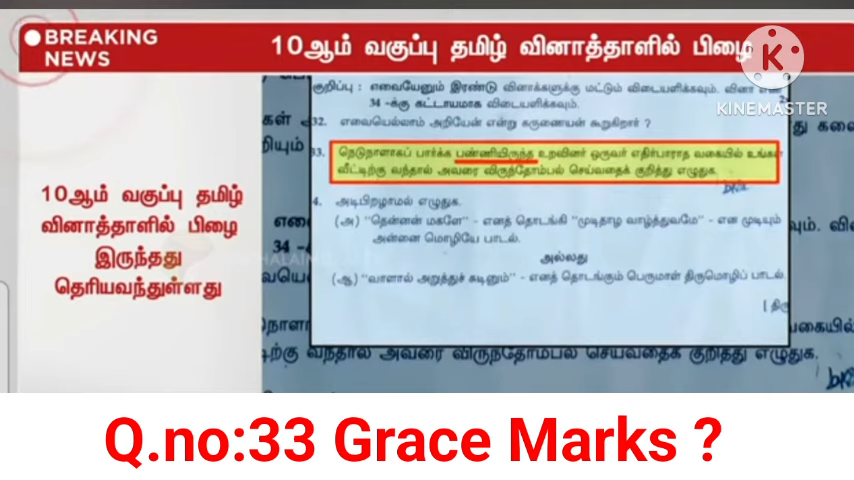 BREAKING
NEWS
10ஆம் வகுப்பு தமிழ் வினாத்தாளில் பிழை
KINEMASTER
10ஆம் வகுப்பு தமிழ்
வினாத்தாளில் பிழை
இருந்தது
தெரியவந்துள்ளது
குறிப்பு : எவையேனும் இரண்டு வினாக்களுக்கு மட்டும் விடையளிக்கவும். வினா எண்
34 -க்கு கட்டாயமாக விடையளிக்கவும்.
32. எவையெல்லாம் அறியேன் என்று கருணையன் கூறுகிறார் ?
33. நெடுநாளாகப் பார்க்க பண்ணியிருந்த உறவினர் ஒருவர் எதிர்பாராத வகையில் உங்கள்
வீட்டிற்கு வந்தால் அவரை விருந்தோம்பல் செய்வதைக் குறித்து எழுதுக.
4. அடிபிறழாமல் எழுதுக.
(அ) "தென்னன் மகளே" - எனத் தொடங்கி "முடிதாழ வாழ்த்துவமே" - என முடியும்
அன்னை மொழியே பாடல்.
அல்லது
(ஆ) "வாளால் அறுத்துச் சுடினும்" - எனத் தொடங்கும் பெருமாள் திருமொழிப் பாடல்.
[ திரு
வீட்டிற்கு வந்தால் அவரை விருந்தோம்பல் செய்வதைக் குறித்து எழுதுக.
Q.no:33 Grace Marks ?